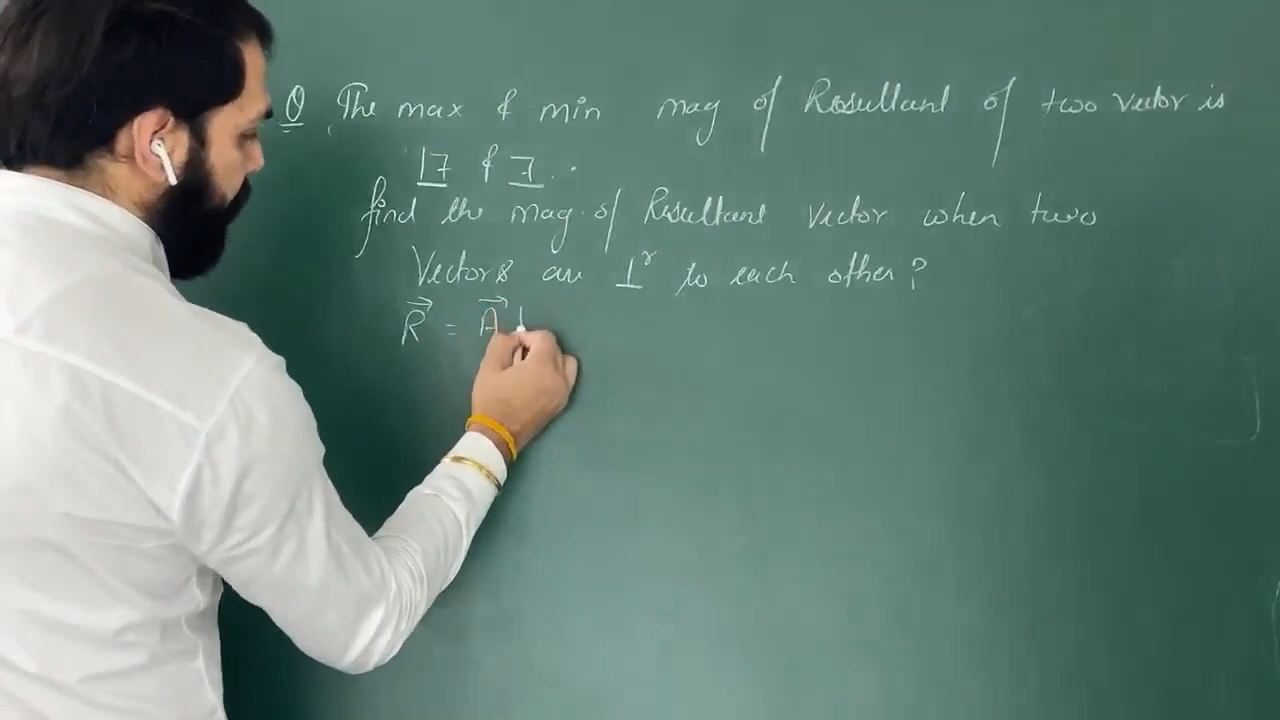 Q The max & min mag of Resultant of two vector is
17 & 7.
find the mag. of Resultant vector when two
Vectors are ⊥r to each other?
R⃗ = A⃗ +